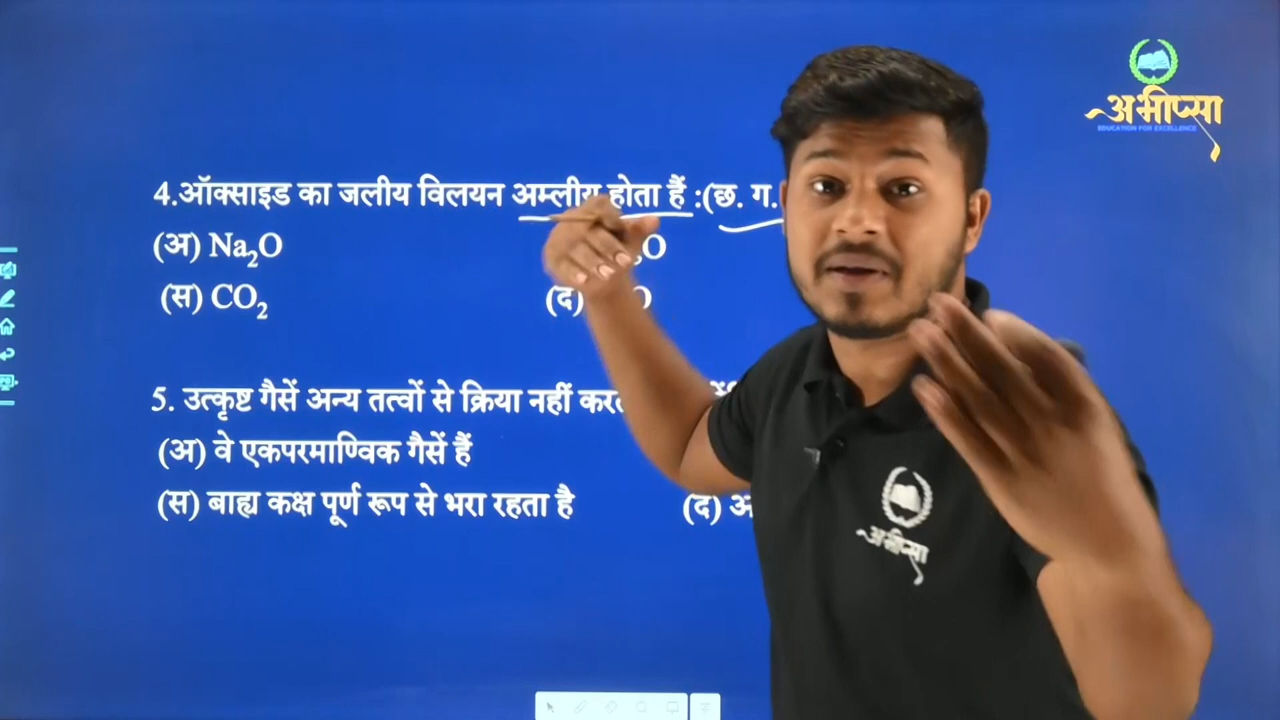 अभीप्सा
EDUCATION FOR EXCELLENCE
4.ऑक्साइड का जलीय विलयन अम्लीय होता हैं :(छ. ग.
(अ) Na₂O
(स) CO₂ (द)
5. उत्कृष्ट गैसें अन्य तत्वों से क्रिया नहीं
(अ) वे एकपरमाण्विक गैसें हैं
(स) बाह्य कक्ष पूर्ण रूप से भरा रहता है (द)
अभीप्सा